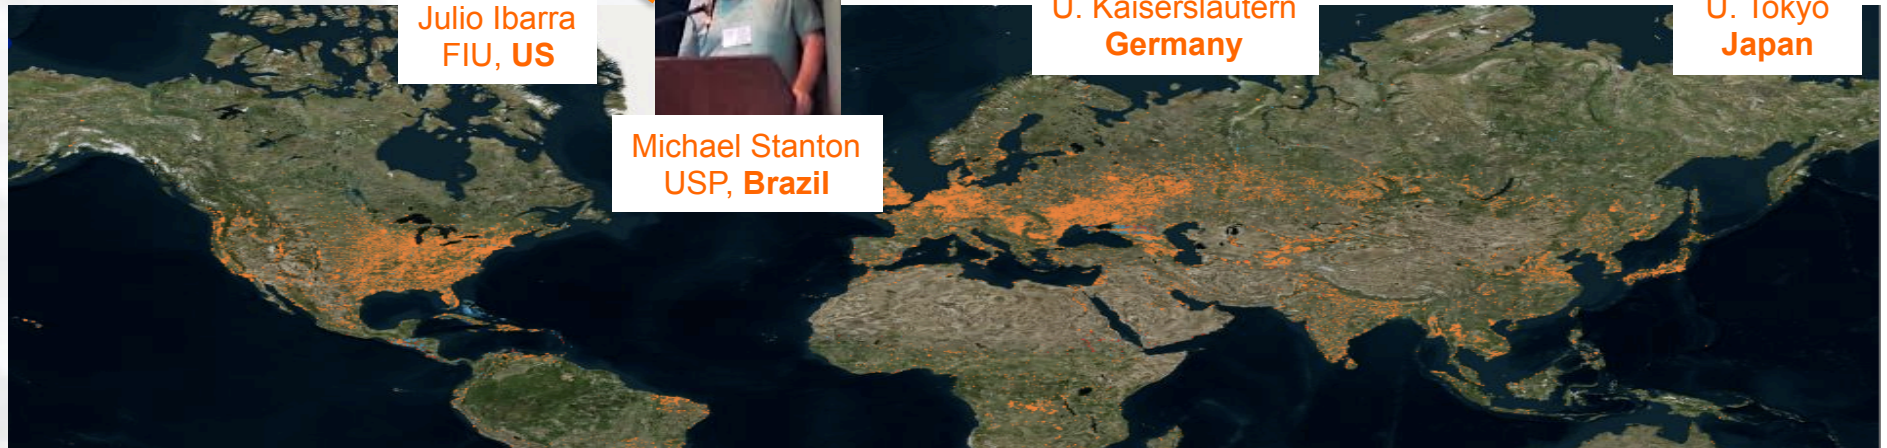 Julio Ibarra
FIU, US
Michael Stanton
USP, Brazil
U. Kaiserslautern
Germany
U. Tokyo
Japan